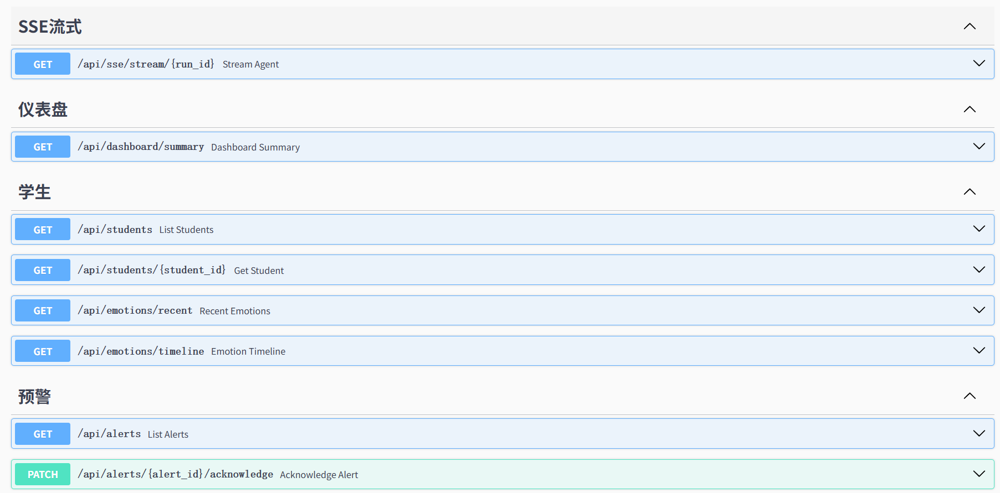 SSE流式
GET /api/sse/stream/{run_id} Stream Agent
仪表盘
GET /api/dashboard/summary Dashboard Summary
学生
GET /api/students List Students
GET /api/students/{student_id} Get Student
GET /api/emotions/recent Recent Emotions
GET /api/emotions/timeline Emotion Timeline
预警
GET /api/alerts List Alerts
PATCH /api/alerts/{alert_id}/acknowledge Acknowledge Alert